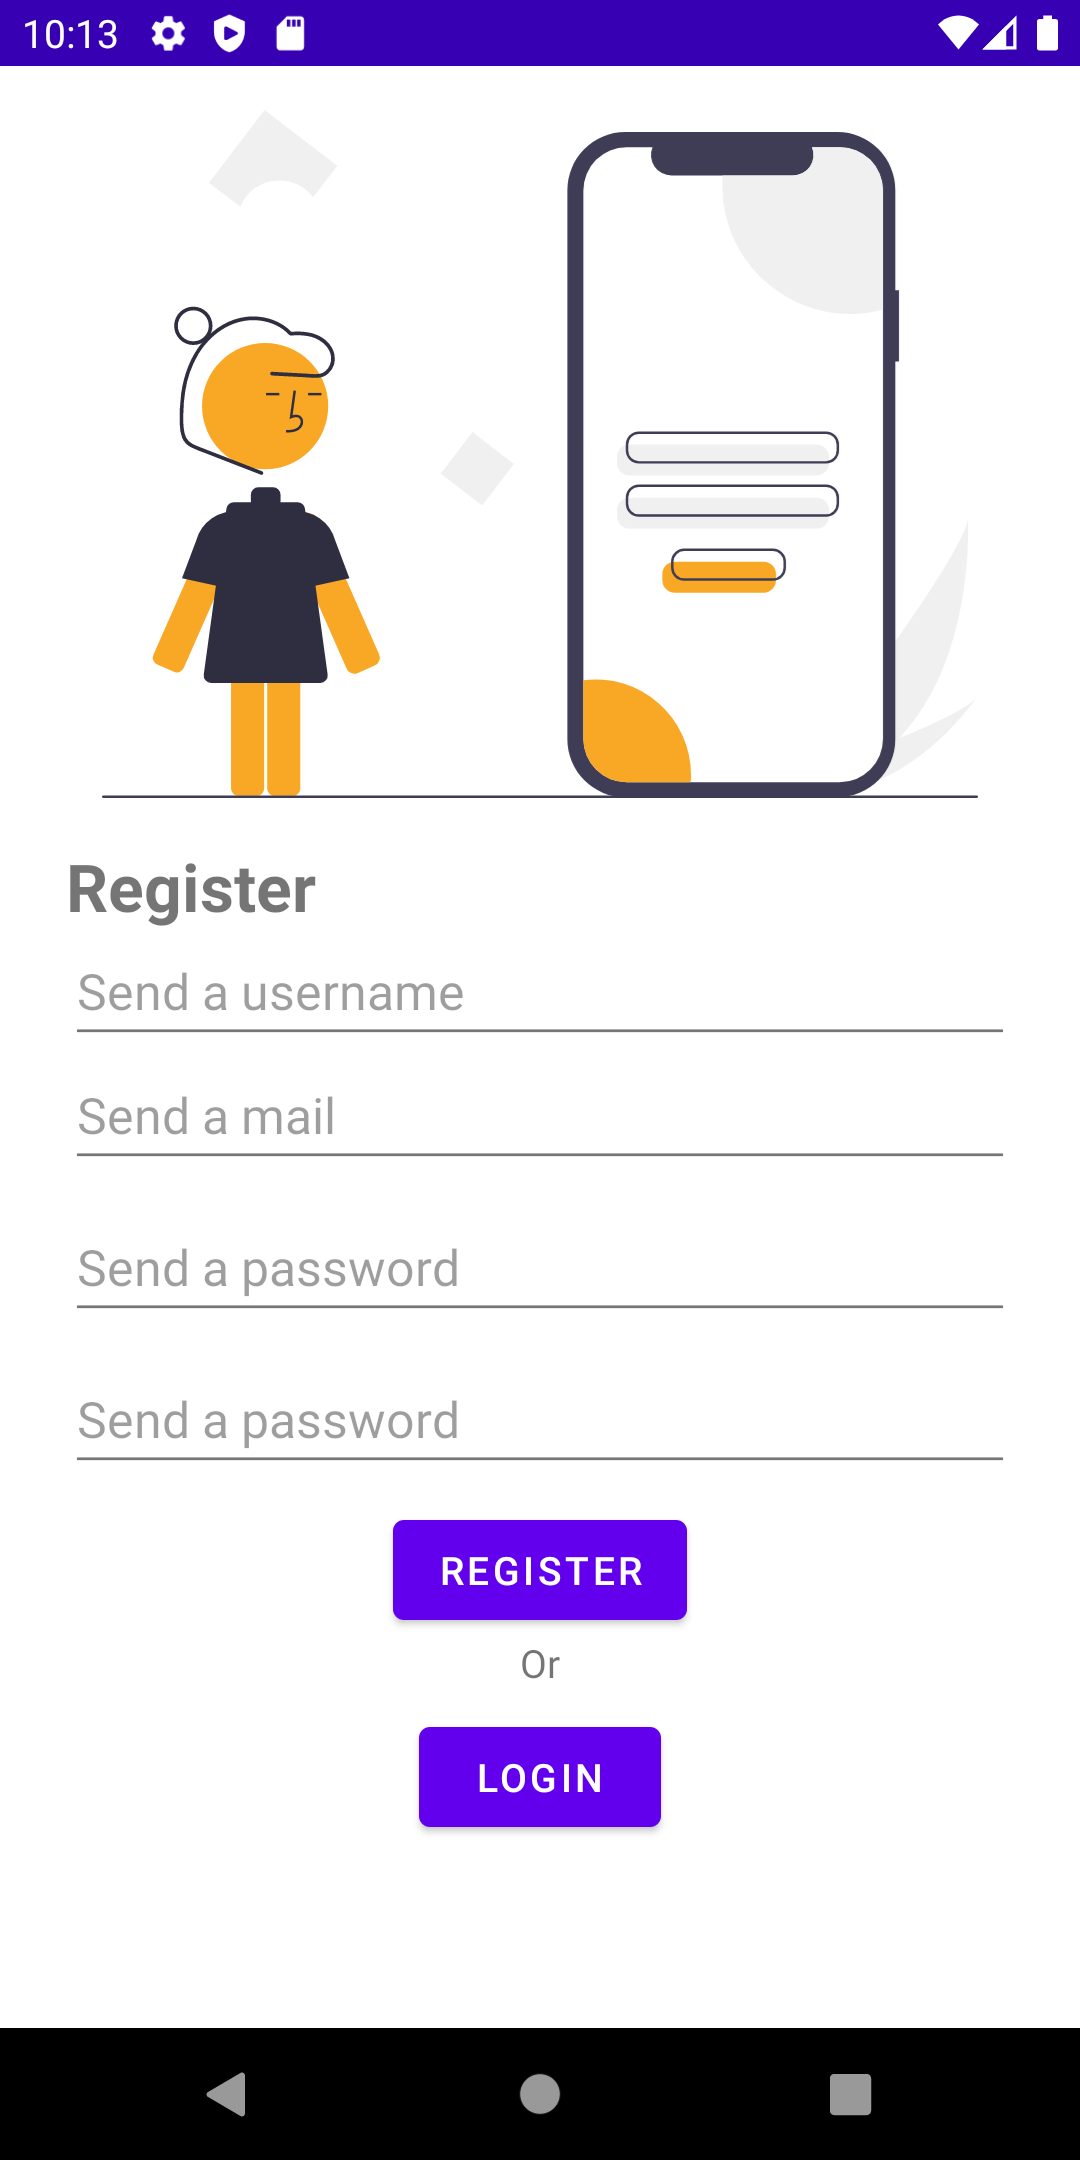 10:13
Register
Send a username
Send a mail
Send a password
Send a password
REGISTER
Or
LOGIN